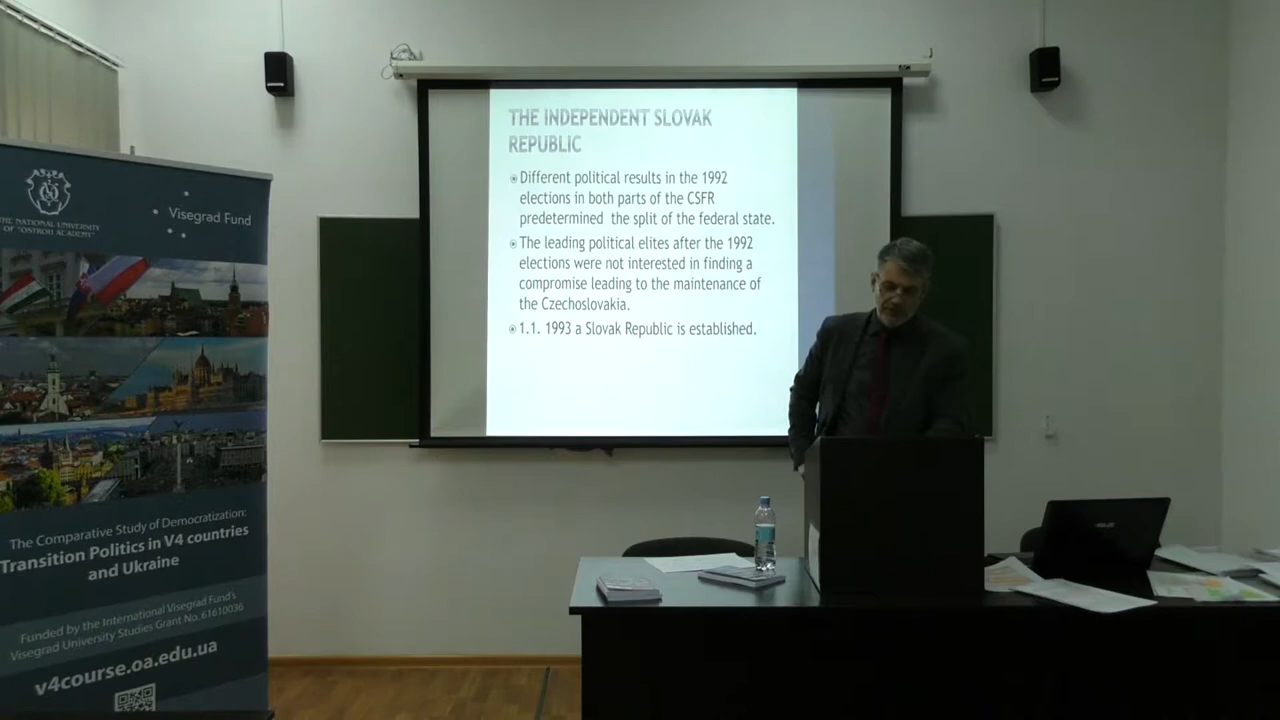 THE NATIONAL UNIVERSITY
OF "OSTROH ACADEMY"
Visegrad Fund
The Comparative Study of Democratization:
Transition Politics in V4 countries
and Ukraine
Funded by the International Visegrad Fund's
Visegrad University Studies Grant No. 61610036
v4course.oa.edu.ua
THE INDEPENDENT SLOVAK
REPUBLIC
Different political results in the 1992
elections in both parts of the CSFR
predetermined the split of the federal state.
The leading political elites after the 1992
elections were not interested in finding a
compromise leading to the maintenance of
the Czechoslovakia.
1.1. 1993 a Slovak Republic is established.
ASUS